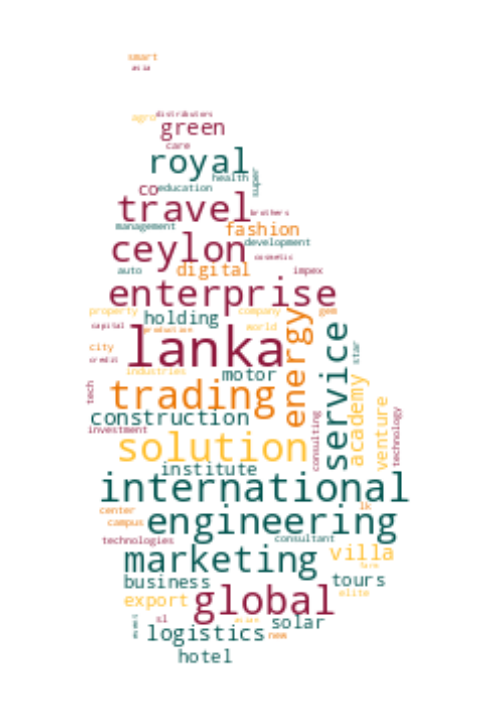 smart
asia
distributors
agro
green
care
royal
health
super
co
education
travel
brothers
management
fashion
ceylon
development
cosmetic
auto
digital
impex
enterprise
property
holding
company
gem
energy
capital
production
world
service
lanka
star
city
credit
industries
motor
tech
trading
academy
venture
construction
consulting
technology
investment
solution
institute
international
center
lk
campus
engineering
technologies
consultant
marketing
villa
farm
business
tours
export
global
elite
event
sl
asian
solar
logistics
new
hotel